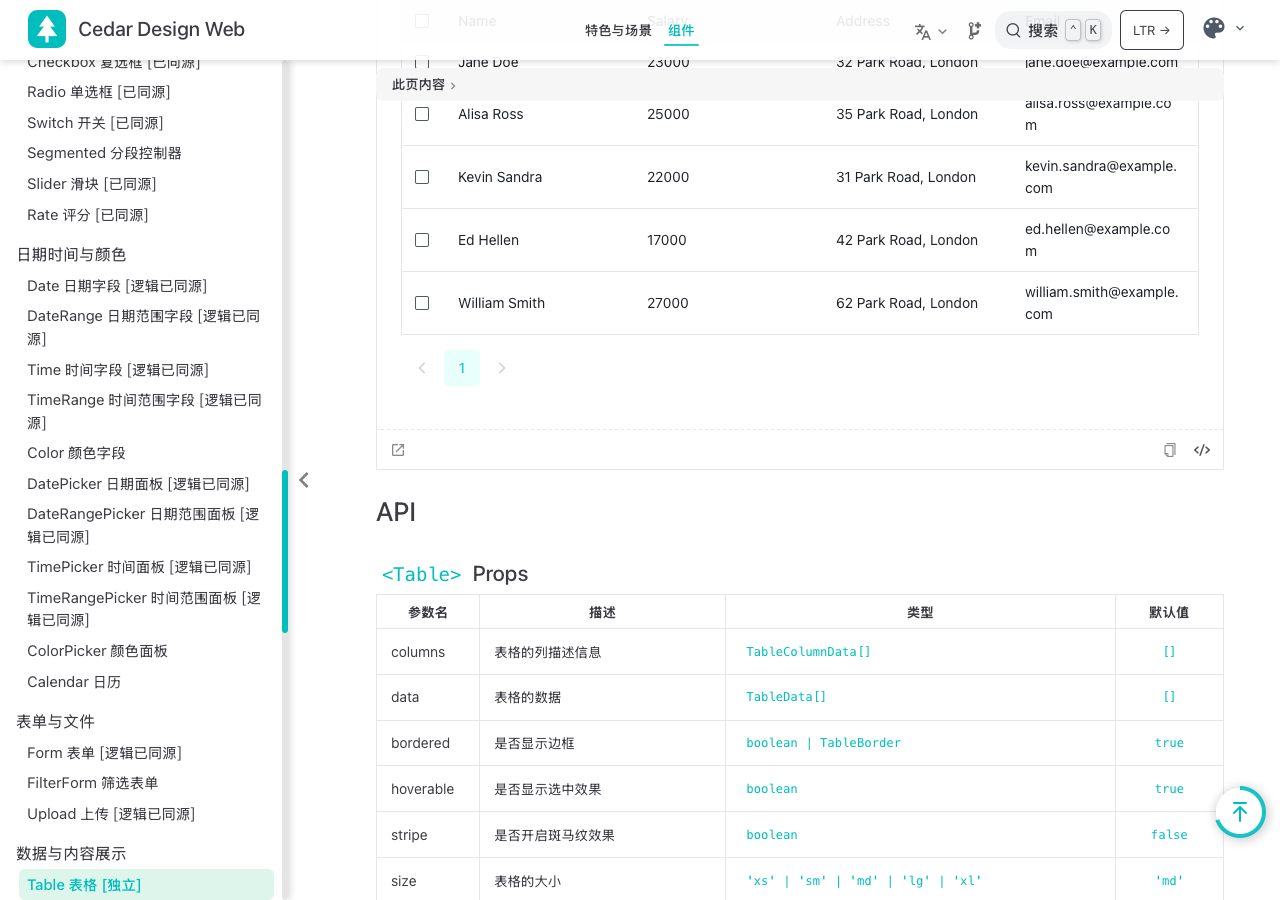 Cedar Design Web
特色与场景
组件
搜索
^
K
LTR →
Name
Salary
Address
Email
Checkbox 复选框 [已同源]
Radio 单选框 [已同源]
Switch 开关 [已同源]
Segmented 分段控制器
Slider 滑块 [已同源]
Rate 评分 [已同源]
日期时间与颜色
Date 日期字段 [逻辑已同源]
DateRange 日期范围字段 [逻辑已同
源]
Time 时间字段 [逻辑已同源]
TimeRange 时间范围字段 [逻辑已同
源]
Color 颜色字段
DatePicker 日期面板 [逻辑已同源]
DateRangePicker 日期范围面板 [逻
辑已同源]
TimePicker 时间面板 [逻辑已同源]
TimeRangePicker 时间范围面板 [逻
辑已同源]
ColorPicker 颜色面板
Calendar 日历
表单与文件
Form 表单 [逻辑已同源]
FilterForm 筛选表单
Upload 上传 [逻辑已同源]
数据与内容展示
Table 表格 [独立]
Jane Doe
23000
32 Park Road, London
jane.doe@example.com
此页内容 ›
Alisa Ross
25000
35 Park Road, London
alisa.ross@example.co
m
Kevin Sandra
22000
31 Park Road, London
kevin.sandra@example.
com
Ed Hellen
17000
42 Park Road, London
ed.hellen@example.co
m
William Smith
27000
62 Park Road, London
william.smith@example.
com
1
API
<Table> Props
参数名
描述
类型
默认值
columns
表格的列描述信息
TableColumnData[]
[]
data
表格的数据
TableData[]
[]
bordered
是否显示边框
boolean | TableBorder
true
hoverable
是否显示选中效果
boolean
true
stripe
是否开启斑马纹效果
boolean
false
size
表格的大小
'xs' | 'sm' | 'md' | 'lg' | 'xl'
'md'